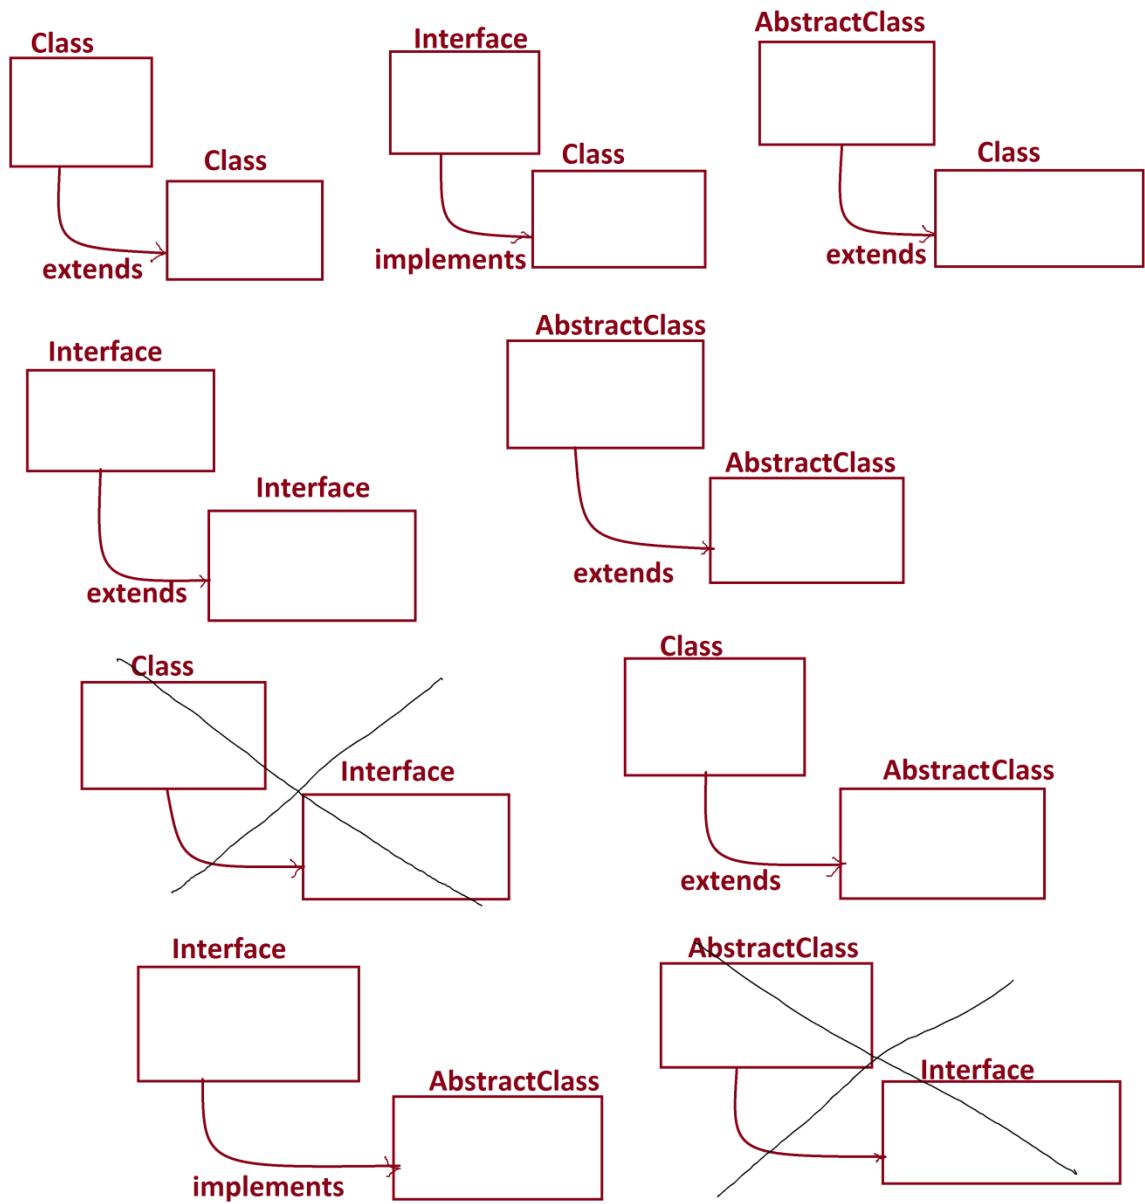 Class
Class
extends
Interface
Class
implements
AbstractClass
Class
extends
Interface
Interface
extends
AbstractClass
AbstractClass
extends
Class
Interface
Class
AbstractClass
extends
Interface
AbstractClass
implements
AbstractClass
Interface